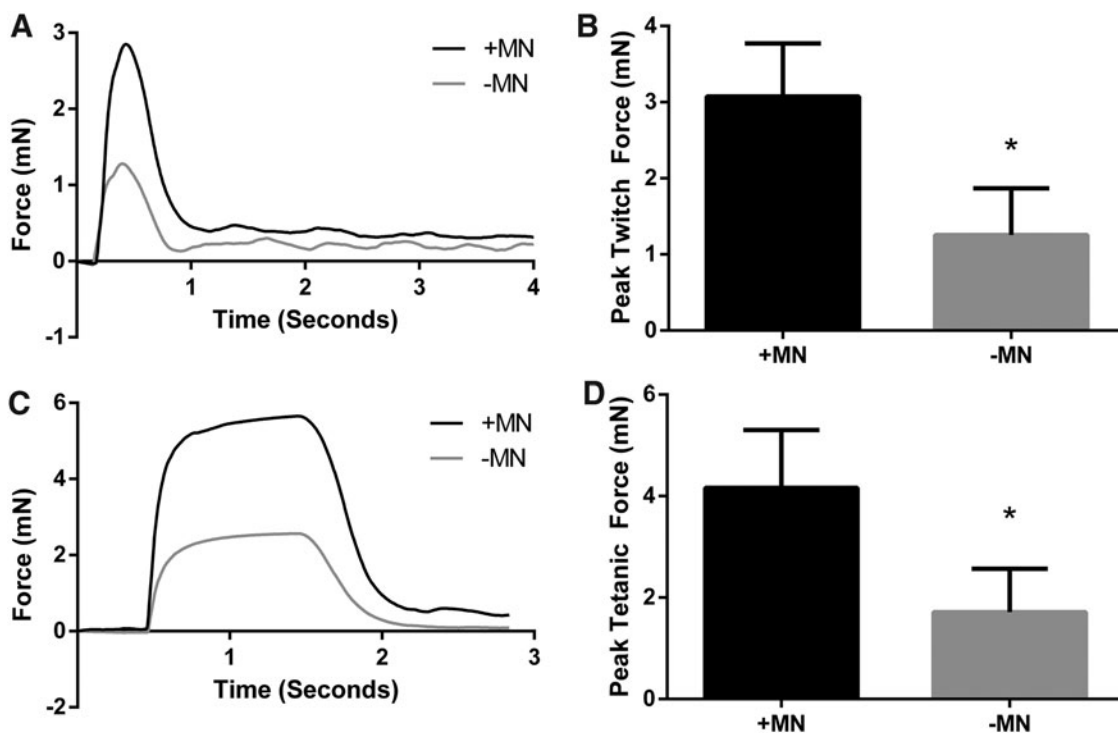 A
3
2
1
0
-1
Force (mN)
1
2
3
4
Time (Seconds)
+MN
-MN
B
4
3
2
1
0
Peak Twitch Force (mN)
*
+MN
-MN
C
6
4
2
0
-2
Force (mN)
1
2
3
Time (Seconds)
+MN
-MN
D
6
4
2
0
Peak Tetanic Force (mN)
*
+MN
-MN